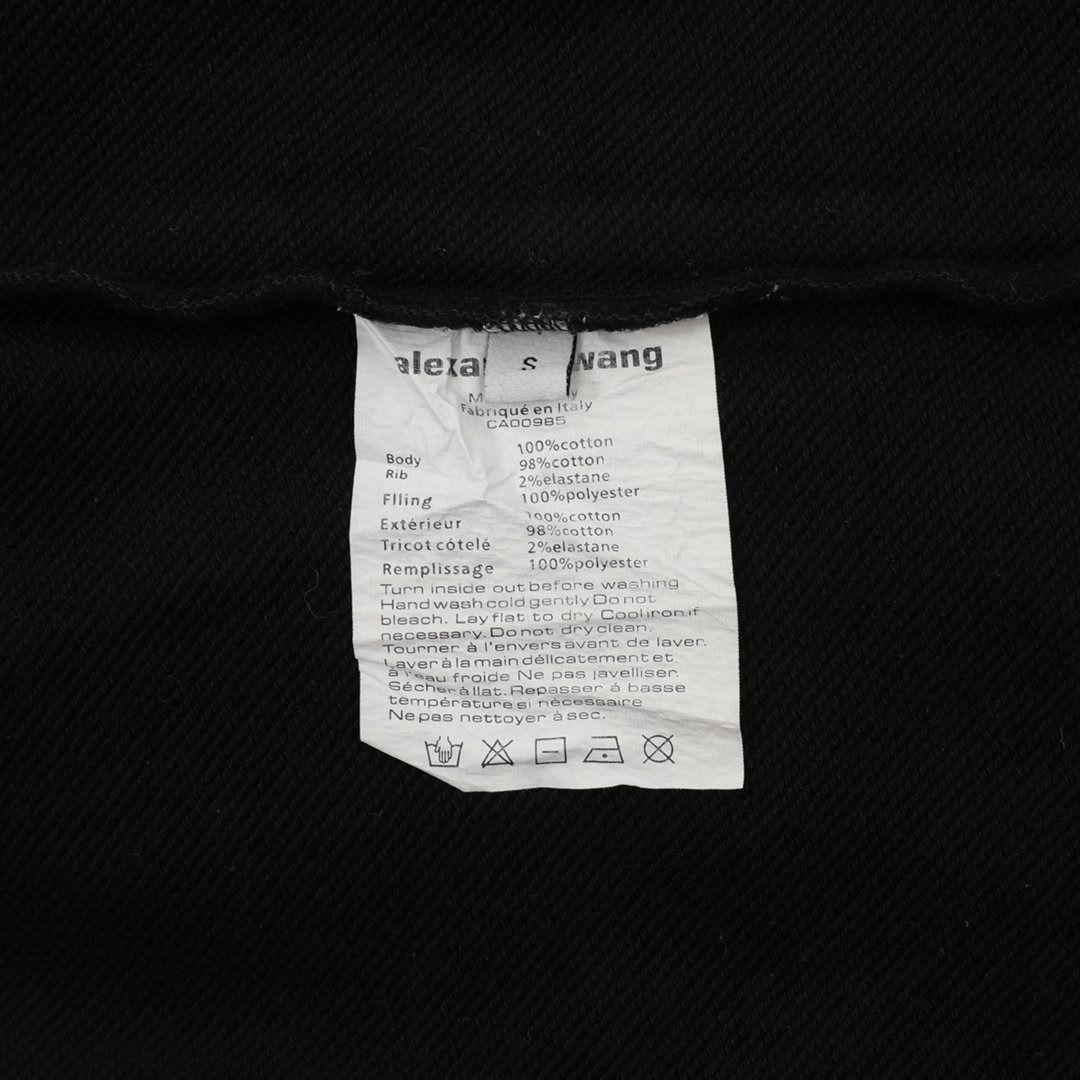 alexa wang
S
Fabriqué en Italy
CA00985
100%cotton
Body 98%cotton
Rib 2%elastane
Flling 100%polyester
Extérieur 100%cotton
98%cotton
Tricot côtelé 2%elastane
Remplissage 100%polyester
Turn inside out before washing
Hand wash cold gently Do not
bleach. Lay flat to dry Cool iron if
necessary. Do not dry clean.
Tourner à l'envers avant de laver.
Laver à la main délicatement et
à l'eau froide Ne pas javelliser.
Sécher à llat. Repasser á basse
température si nécessaire
Ne pas nettoyer à sec.